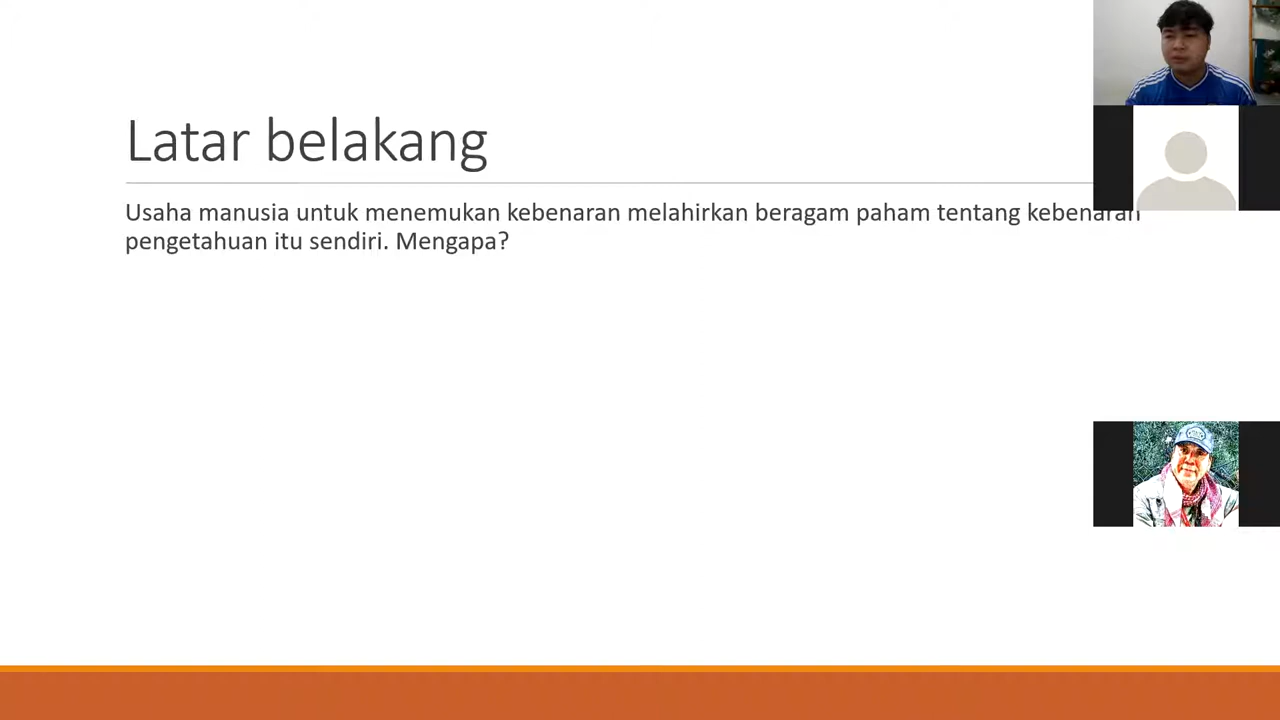 Latar belakang
Usaha manusia untuk menemukan kebenaran melahirkan beragam paham tentang kebenaran
pengetahuan itu sendiri. Mengapa?